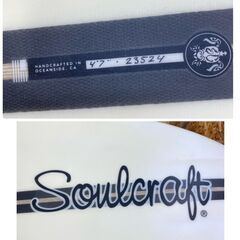 HANDCRAFTED IN
OCEANSIDE, CA
4'7" · 23524
Soulcraft®